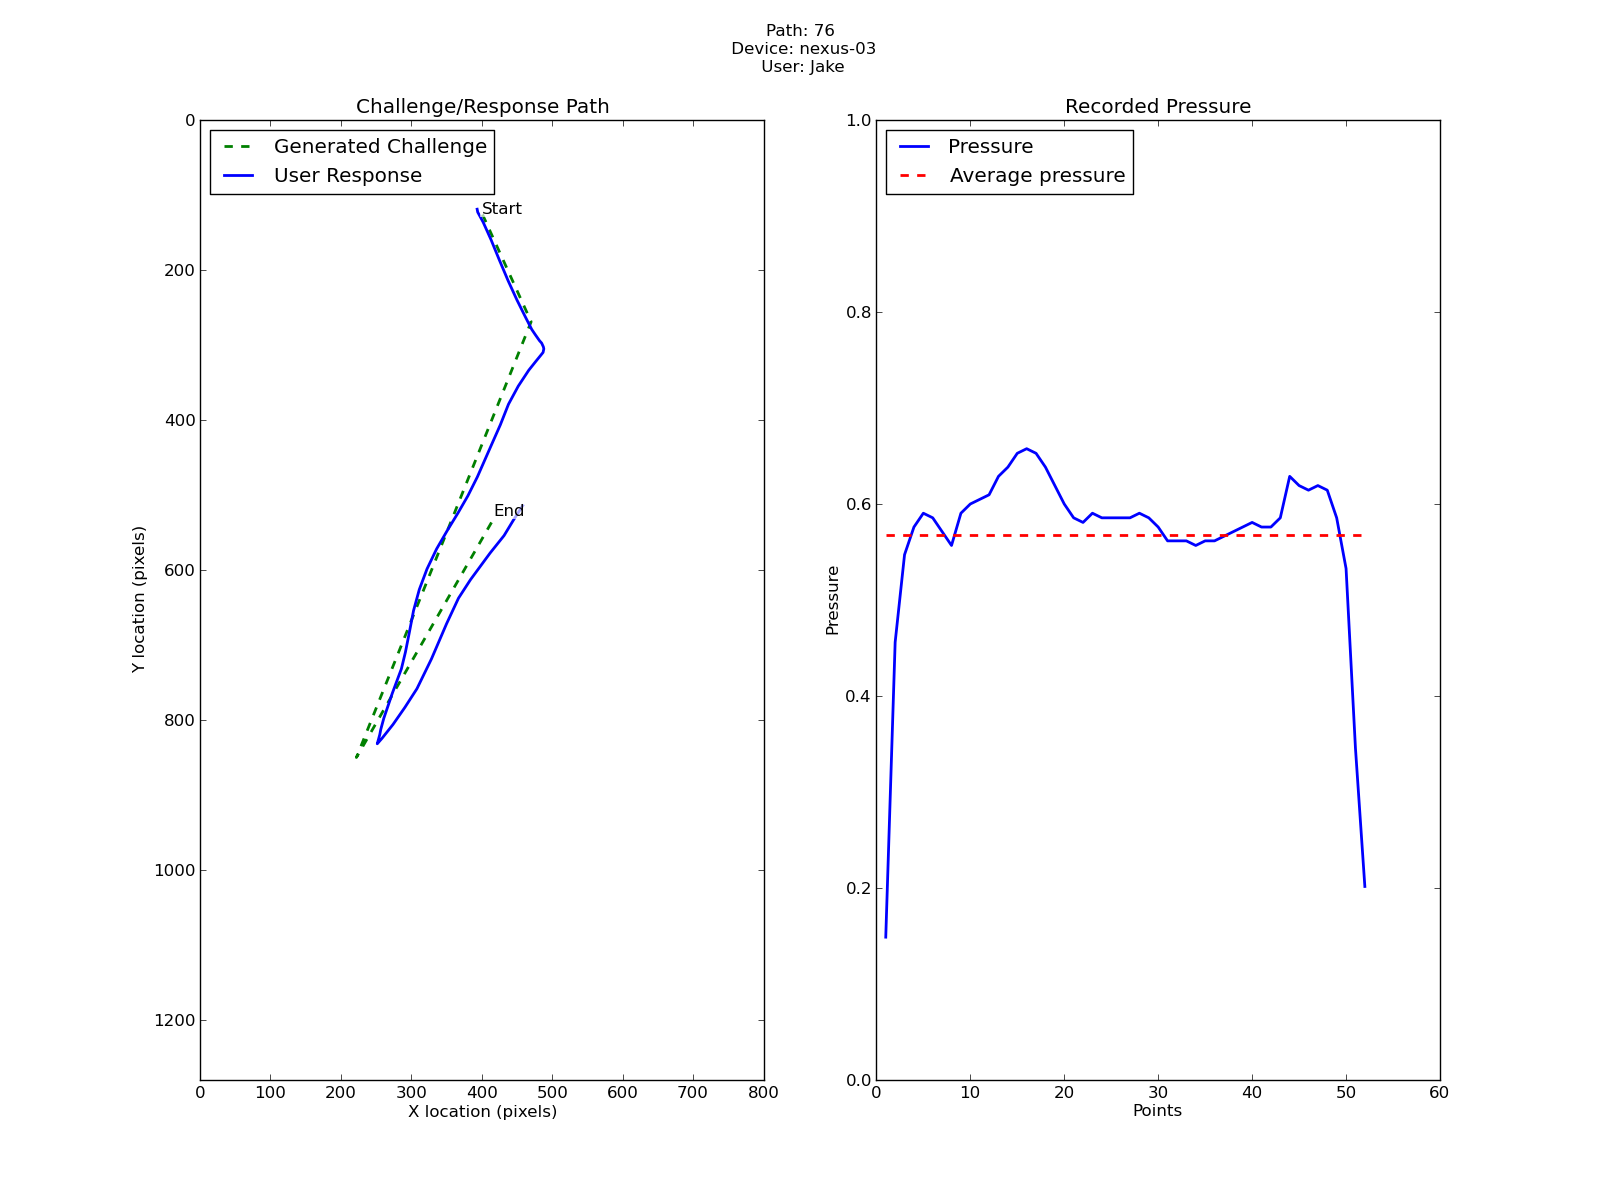 Path: 76
Device: nexus-03
User: Jake
Challenge/Response Path
Generated Challenge
User Response
Start
End
0
200
400
600
800
1000
1200
Y location (pixels)
0 100 200 300 400 500 600 700 800
X location (pixels)
Recorded Pressure
Pressure
Average pressure
1.0
0.8
0.6
0.4
0.2
0.0
Pressure
0 10 20 30 40 50 60
Points